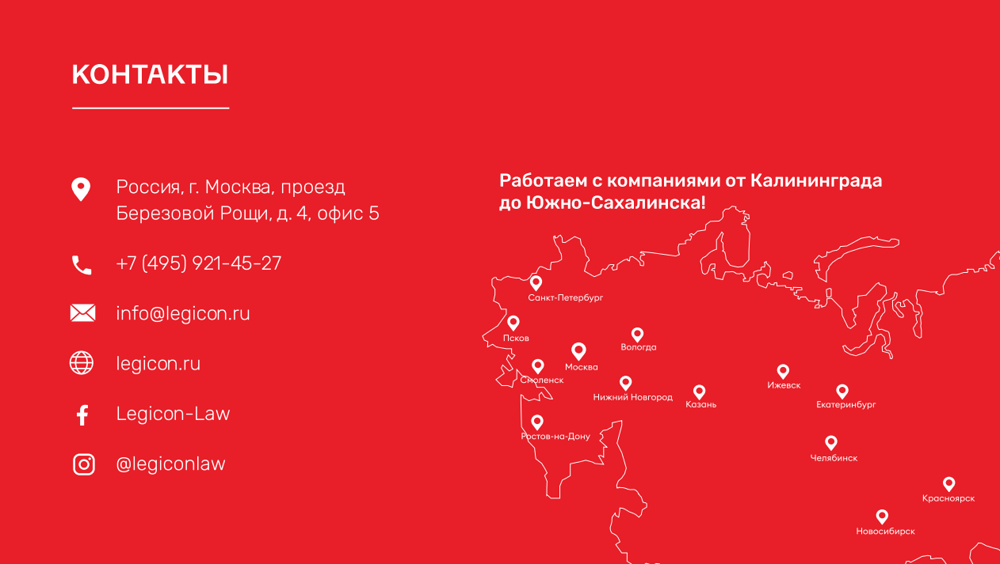 КОНТАКТЫ
Россия, г. Москва, проезд
Березовой Рощи, д. 4, офис 5
+7 (495) 921-45-27
info@legicon.ru
legicon.ru
Legicon-Law
@legiconlaw
Работаем с компаниями от Калининграда
до Южно-Сахалинска!
Санкт-Петербург
Псков
Вологда
Москва
Смоленск
Ижевск
Нижний Новгород
Казань
Екатеринбург
Ростов-на-Дону
Челябинск
Красноярск
Новосибирск